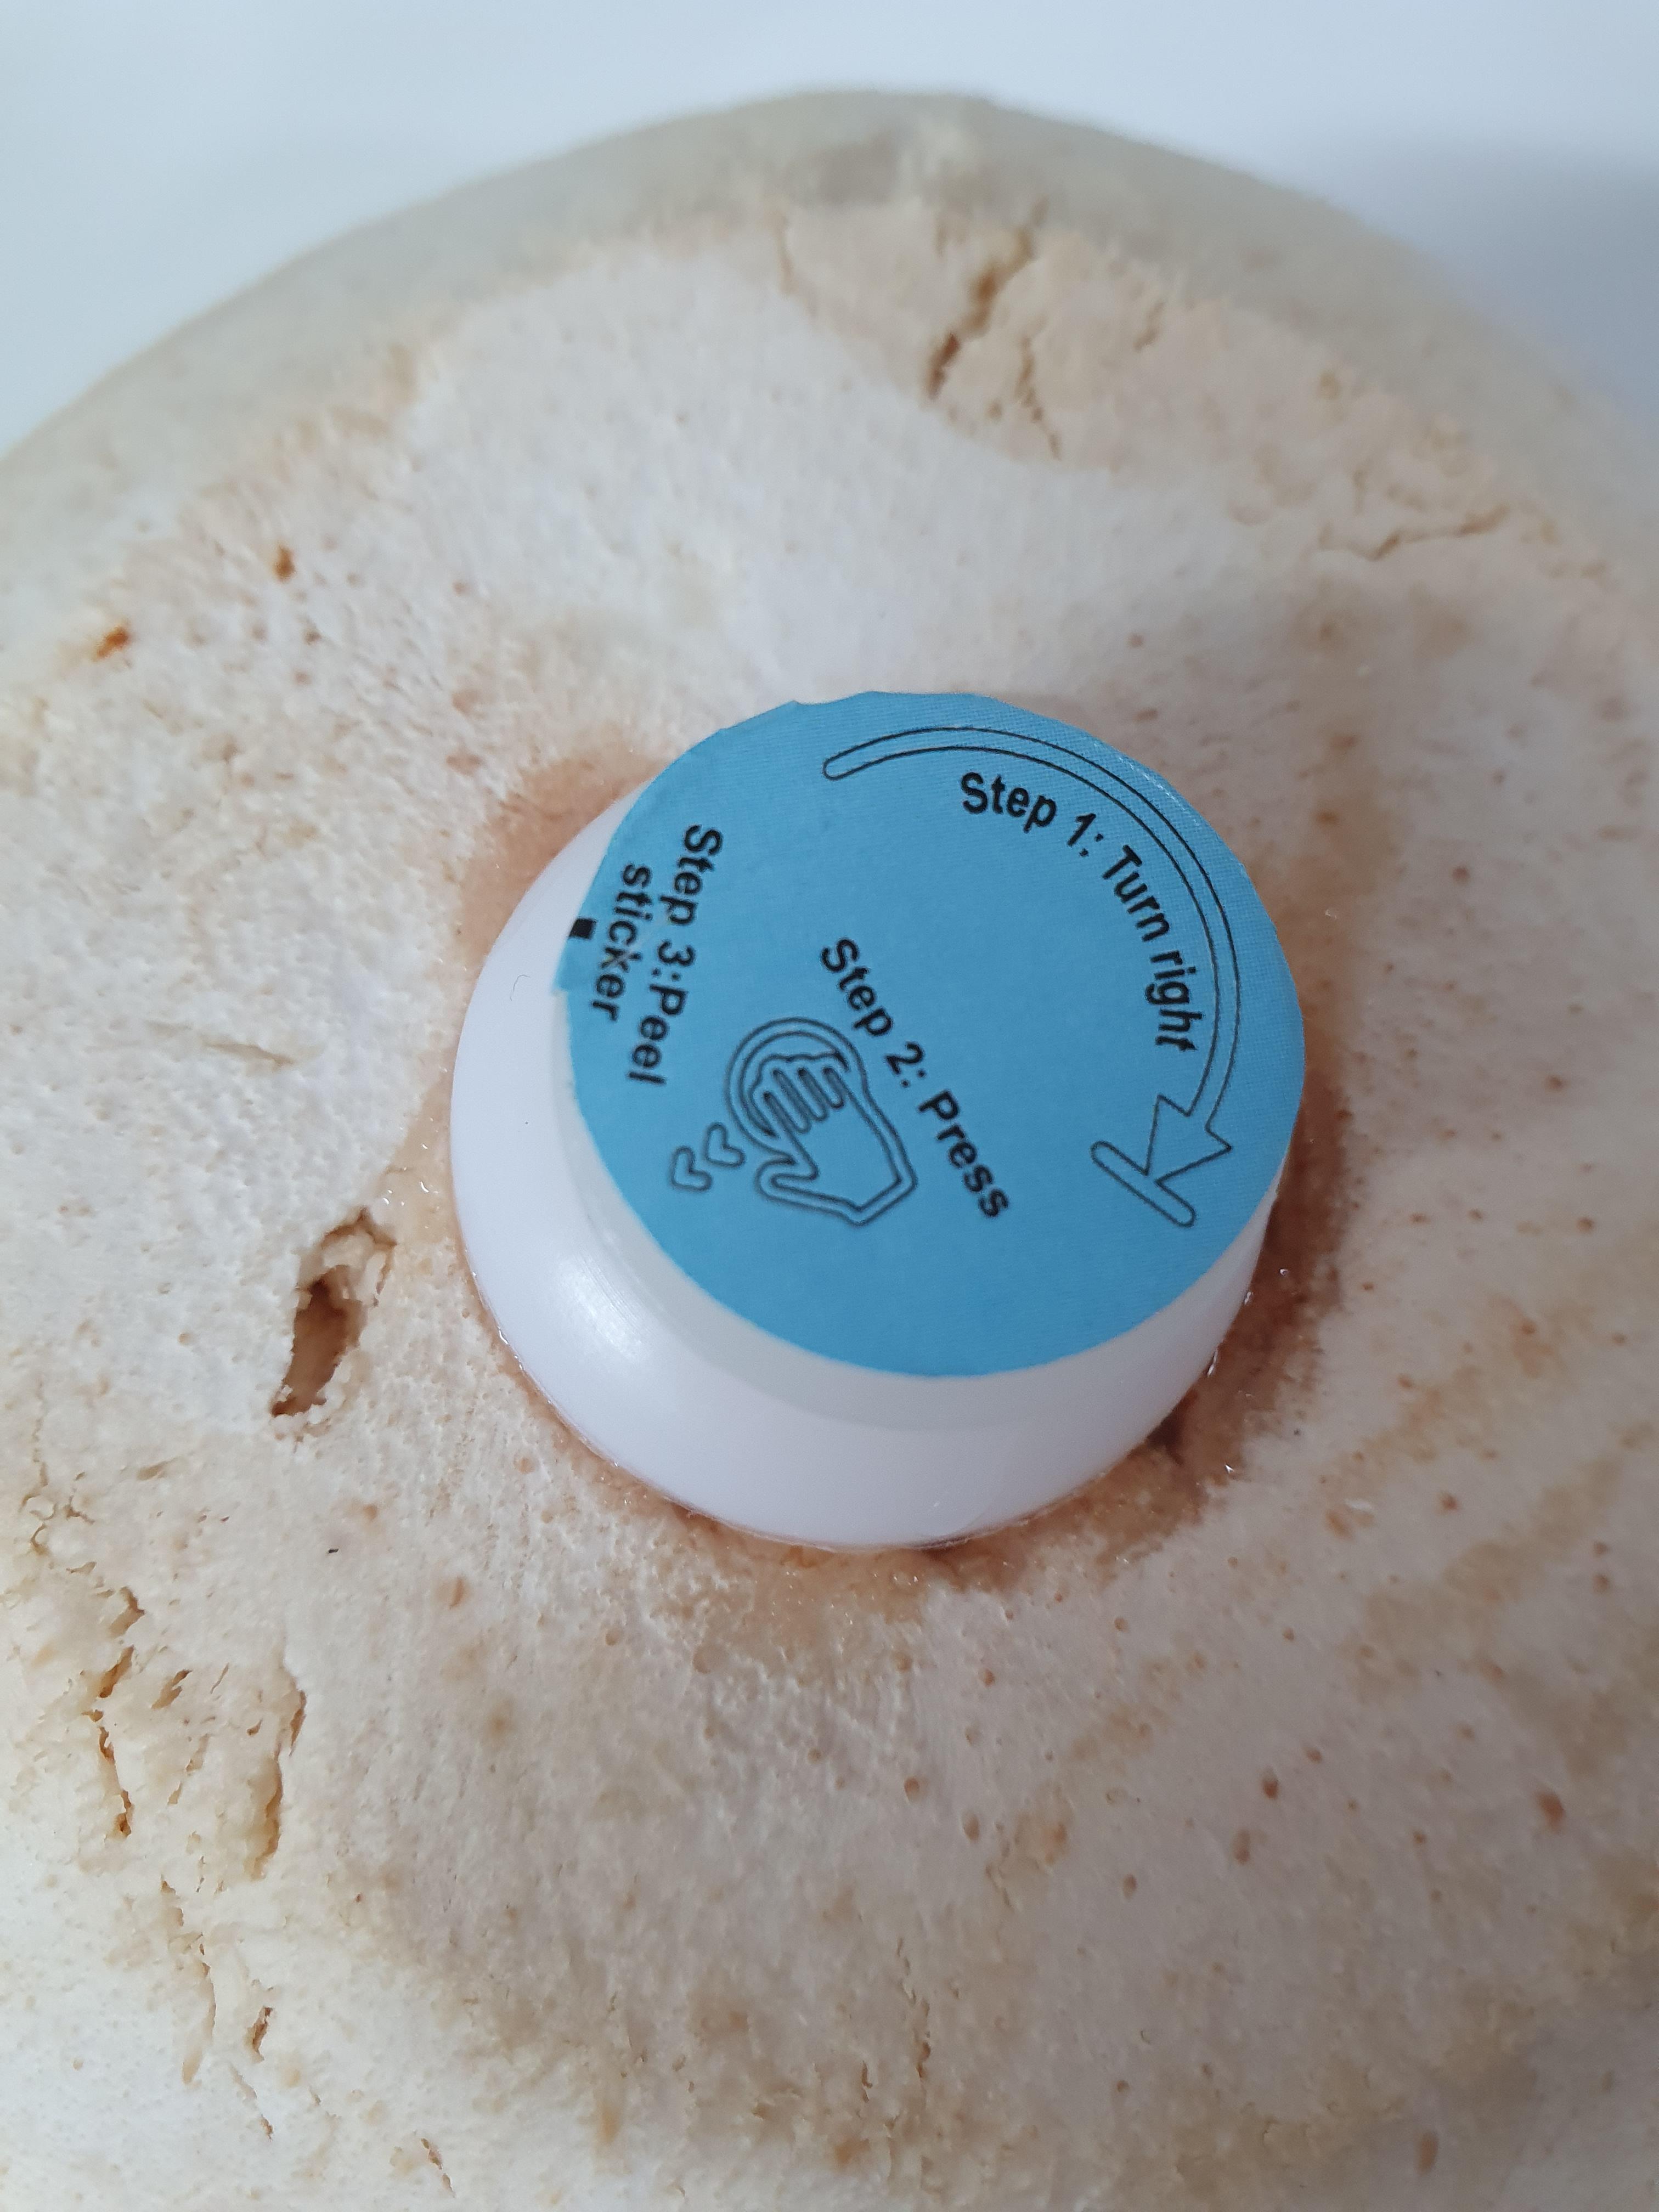 Step 1: Turn right
Step 2: Press
Step 3:Peel
sticker